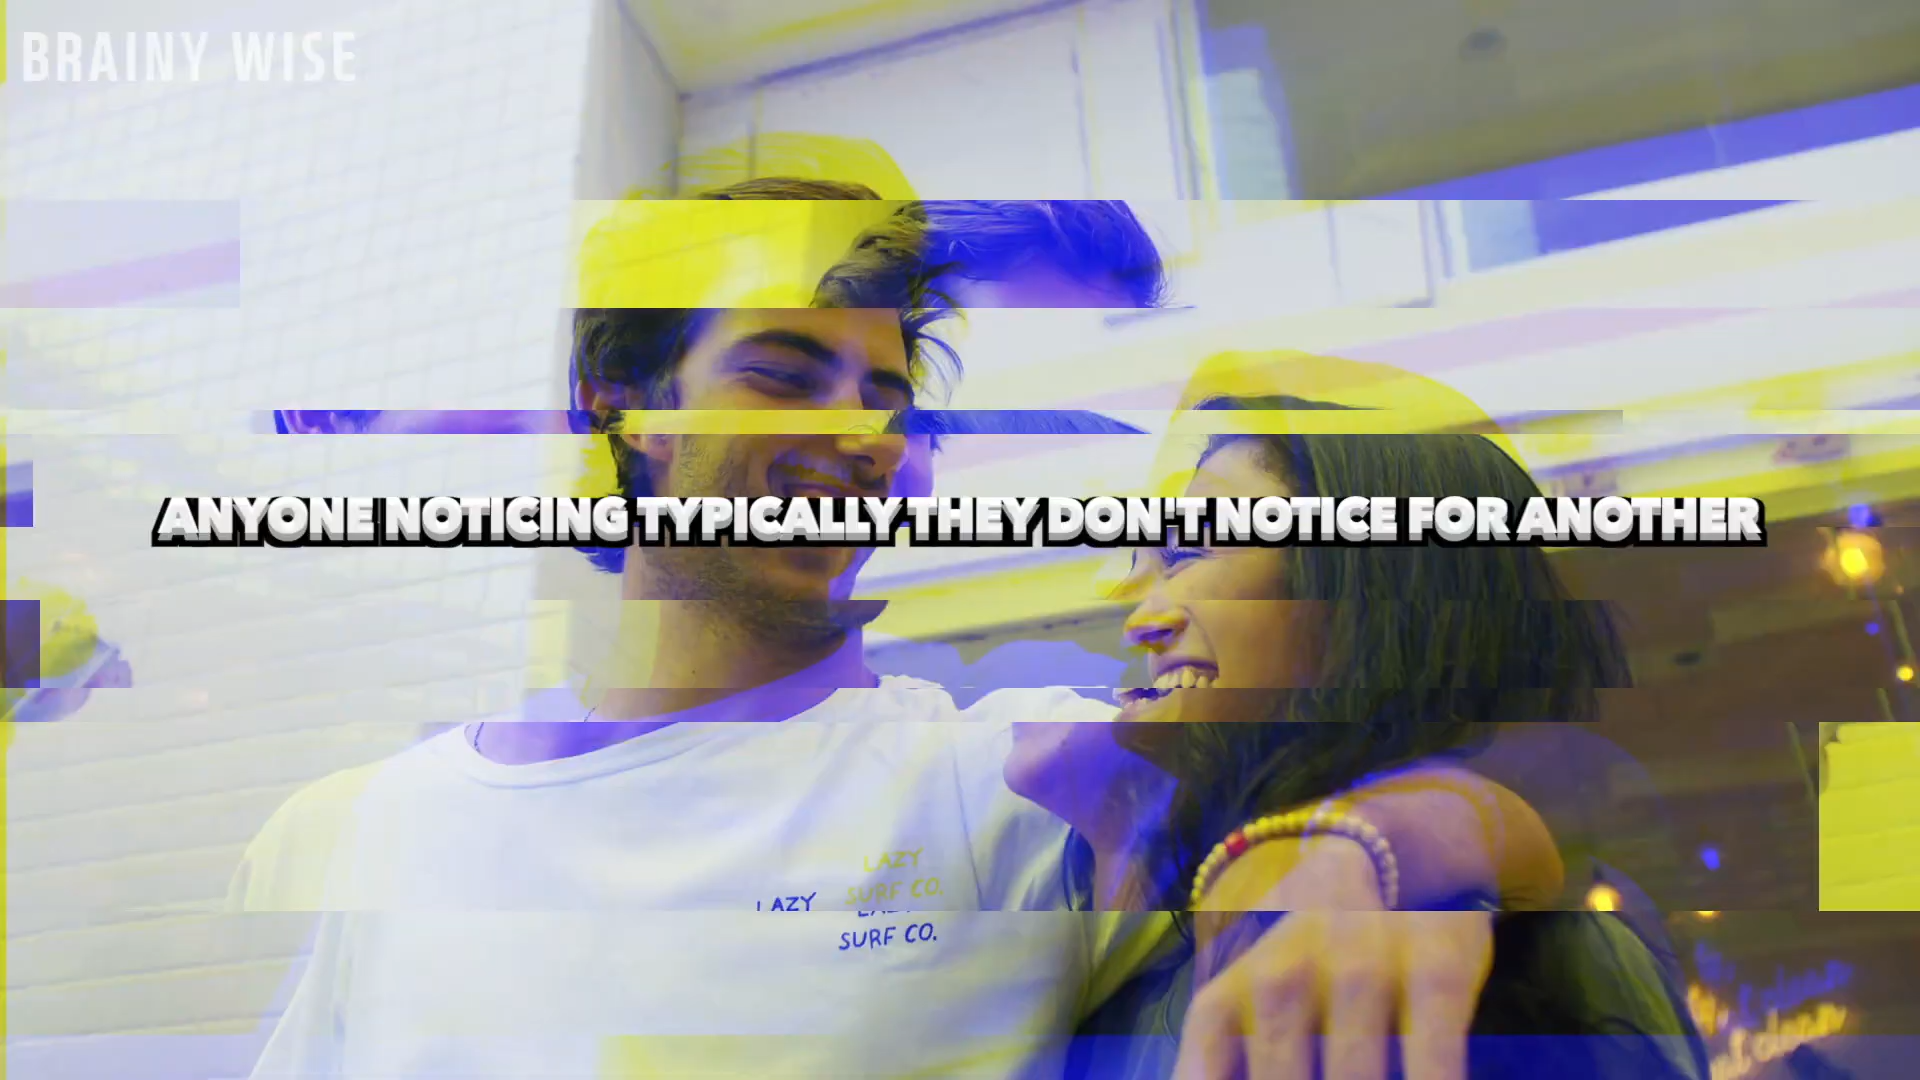 BRAINY WISE
ANYONE NOTICING TYPICALLY THEY DON'T NOTICE FOR ANOTHER
LAZY
SURF CO.
LAZY
SURF CO.